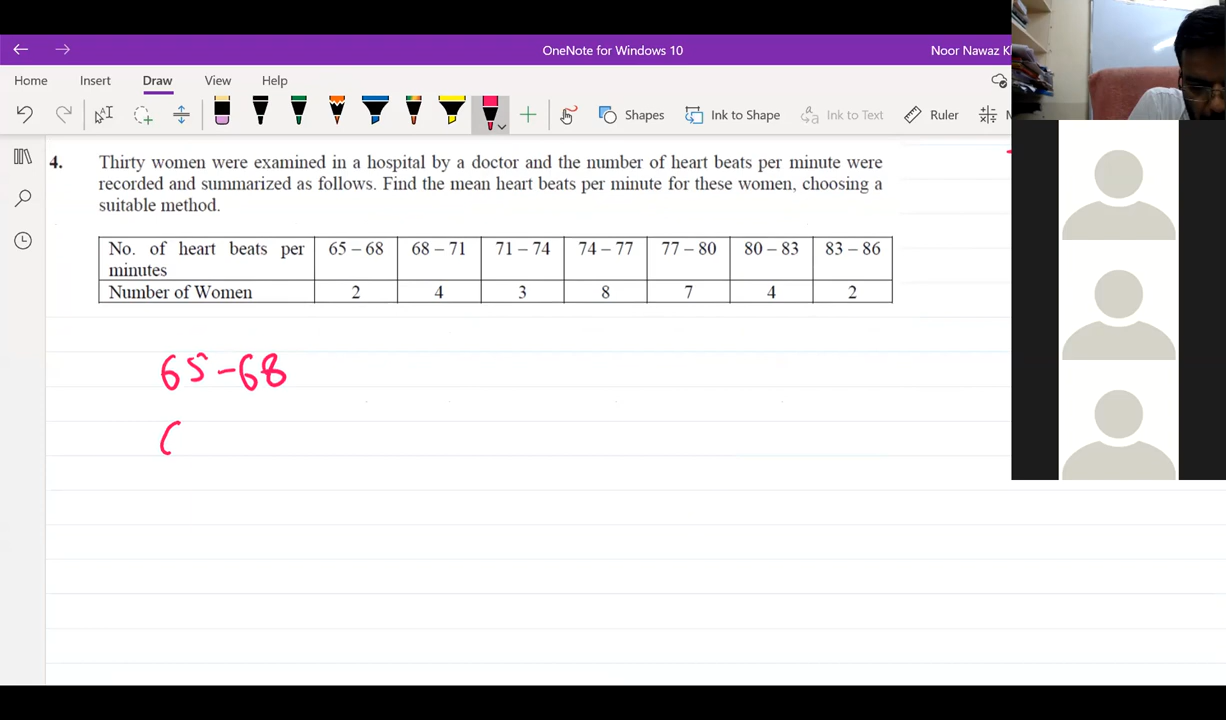 OneNote for Windows 10
Noor Nawaz K
Home Insert Draw View Help
Shapes Ink to Shape Ink to Text Ruler M
4. Thirty women were examined in a hospital by a doctor and the number of heart beats per minute were
recorded and summarized as follows. Find the mean heart beats per minute for these women, choosing a
suitable method.
No. of heart beats per 65 – 68 68 – 71 71 – 74 74 – 77 77 – 80 80 – 83 83 – 86
minutes
Number of Women 2 4 3 8 7 4 2
65 - 68